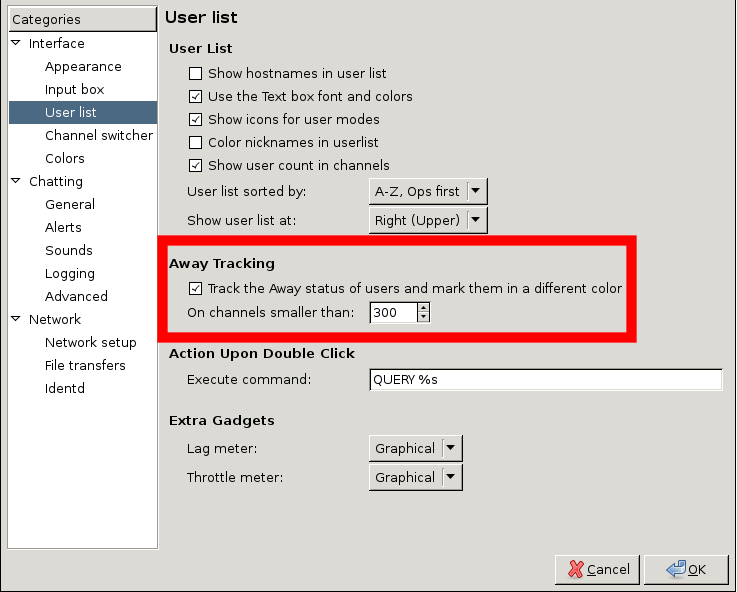 Categories
Interface
Appearance
Input box
User list
Channel switcher
Colors
Chatting
General
Alerts
Sounds
Logging
Advanced
Network
Network setup
File transfers
Identd
User list
User List
Show hostnames in user list
Use the Text box font and colors
Show icons for user modes
Color nicknames in userlist
Show user count in channels
User list sorted by: A-Z, Ops first
Show user list at: Right (Upper)
Away Tracking
Track the Away status of users and mark them in a different color
On channels smaller than: 300
Action Upon Double Click
Execute command: QUERY %s
Extra Gadgets
Lag meter: Graphical
Throttle meter: Graphical
Cancel OK